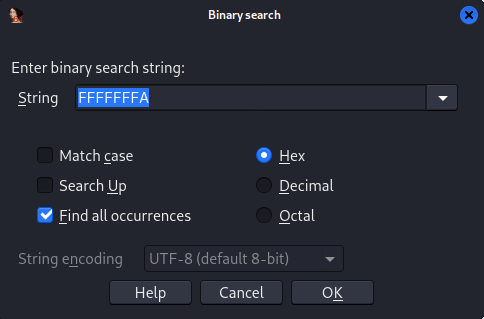 Binary search
Enter binary search string:
String FFFFFFFA
Match case
Hex
Search Up
Decimal
Find all occurrences
Octal
String encoding UTF-8 (default 8-bit)
Help Cancel OK